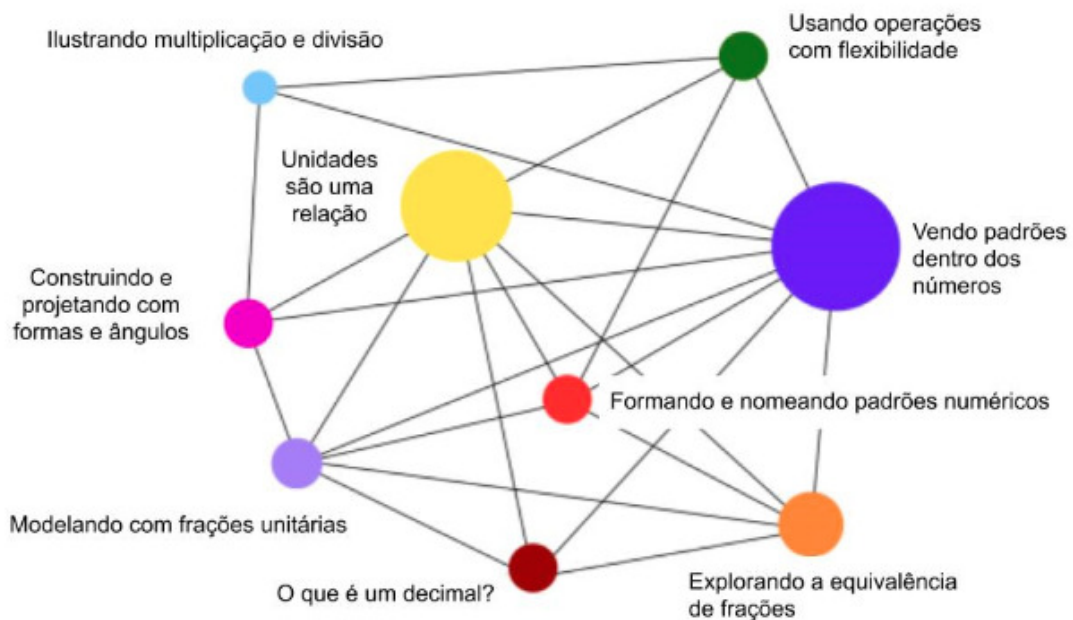 Ilustrando multiplicação e divisão
Usando operações
com flexibilidade
Unidades
são uma
relação
Vendo padrões
dentro dos
números
Construindo e
projetando com
formas e ângulos
Formando e nomeando padrões numéricos
Modelando com frações unitárias
O que é um decimal?
Explorando a equivalência
de frações